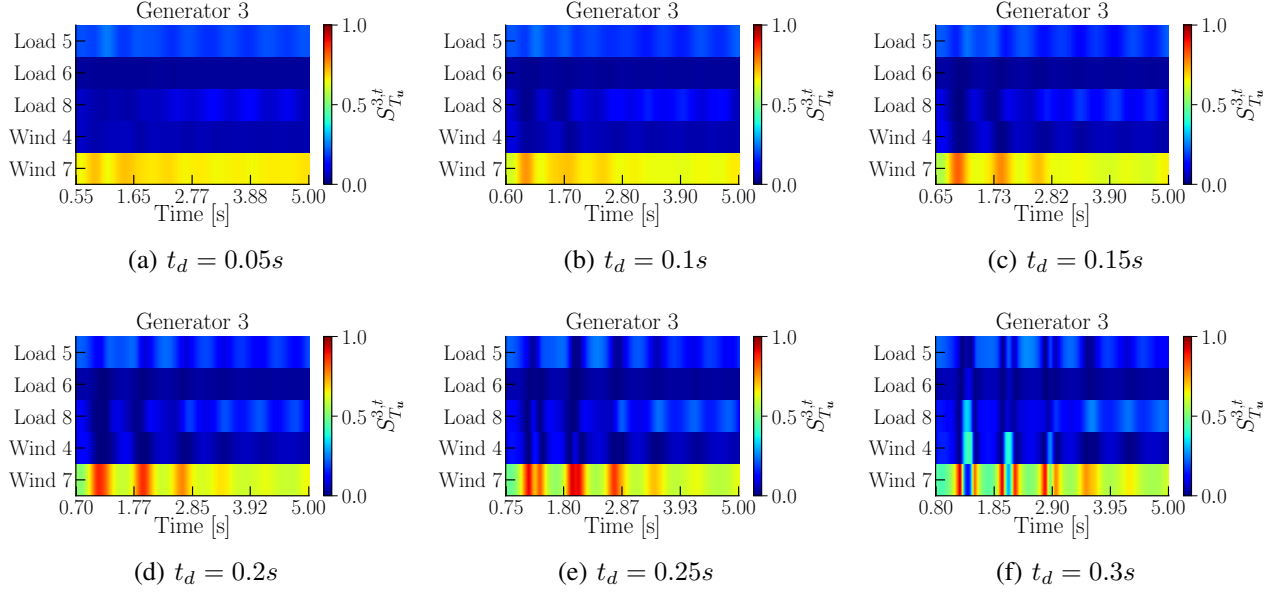 Generator 3
Load 5
Load 6
Load 8
Wind 4
Wind 7
0.55 1.65 2.77 3.88 5.00
Time [s]
1.0
0.5
0.0
S^{3,t}_{T_u}
(a) t_d = 0.05s
Generator 3
Load 5
Load 6
Load 8
Wind 4
Wind 7
0.60 1.70 2.80 3.90 5.00
Time [s]
1.0
0.5
0.0
S^{3,t}_{T_u}
(b) t_d = 0.1s
Generator 3
Load 5
Load 6
Load 8
Wind 4
Wind 7
0.65 1.73 2.82 3.90 5.00
Time [s]
1.0
0.5
0.0
S^{3,t}_{T_u}
(c) t_d = 0.15s
Generator 3
Load 5
Load 6
Load 8
Wind 4
Wind 7
0.70 1.77 2.85 3.92 5.00
Time [s]
1.0
0.5
0.0
S^{3,t}_{T_u}
(d) t_d = 0.2s
Generator 3
Load 5
Load 6
Load 8
Wind 4
Wind 7
0.75 1.80 2.87 3.93 5.00
Time [s]
1.0
0.5
0.0
S^{3,t}_{T_u}
(e) t_d = 0.25s
Generator 3
Load 5
Load 6
Load 8
Wind 4
Wind 7
0.80 1.85 2.90 3.95 5.00
Time [s]
1.0
0.5
0.0
S^{3,t}_{T_u}
(f) t_d = 0.3s